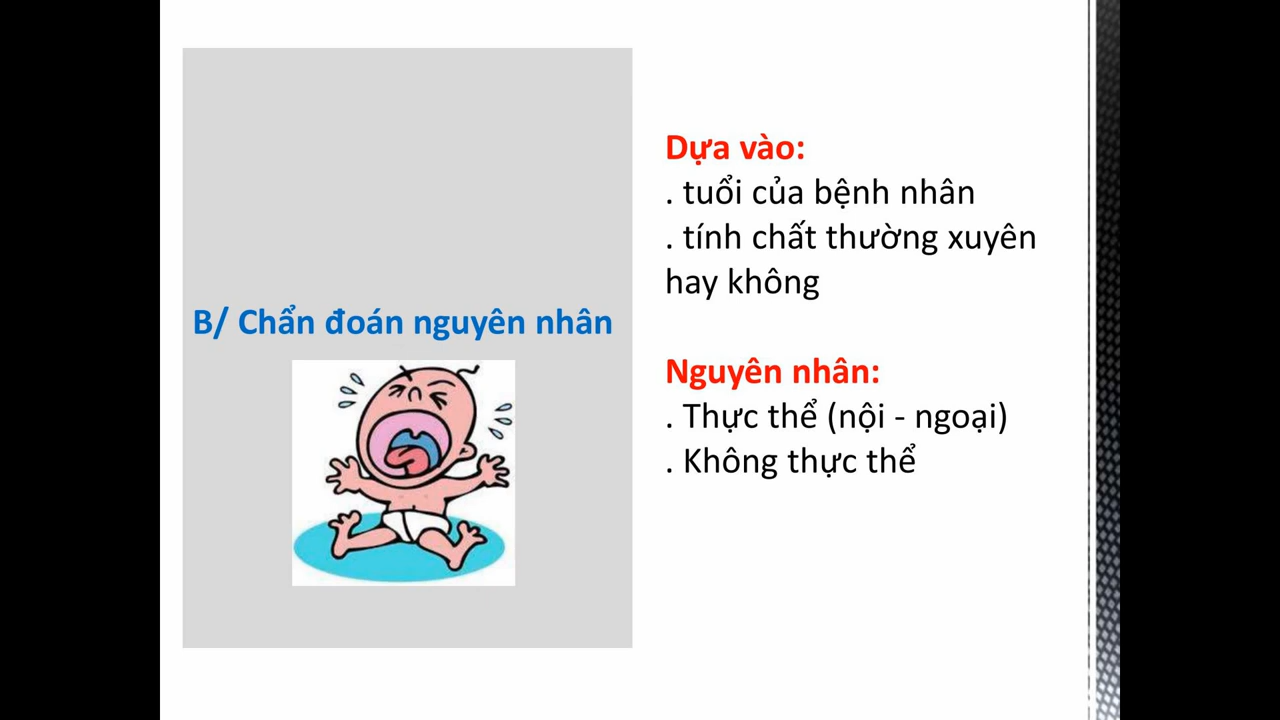 B/ Chẩn đoán nguyên nhân
Dựa vào:
. tuổi của bệnh nhân
. tính chất thường xuyên
hay không
Nguyên nhân:
. Thực thể (nội - ngoại)
. Không thực thể